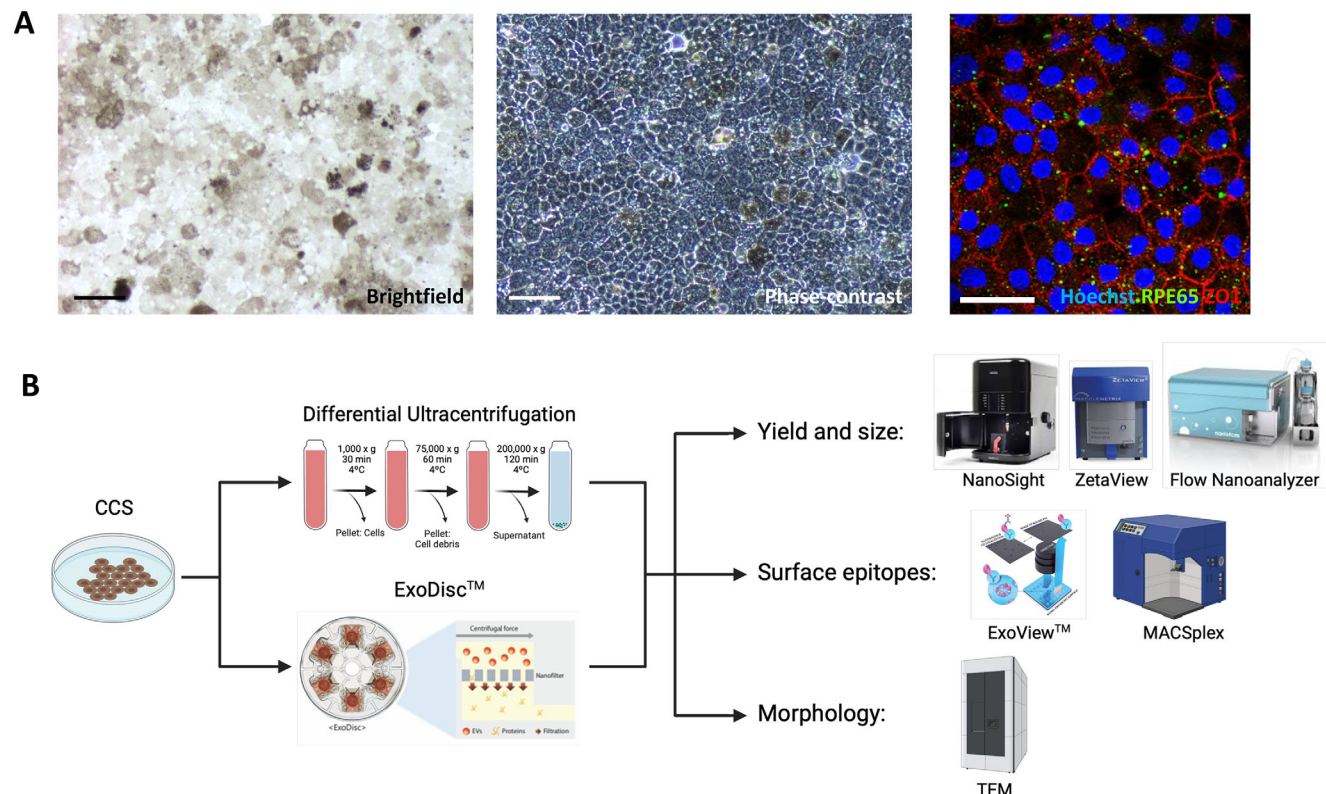 A
Brightfield
Phase-contrast
Hoechst RPE65 ZO1
B
Differential Ultracentrifugation
1,000 x g
30 min
4ºC
75,000 x g
60 min
4ºC
200,000 x g
120 min
4ºC
Pellet: Cells
Pellet:
Cell debris
Supernatant
CCS
ExoDisc™
Centrifugal force
Nanofilter
EVs
Proteins
Filtration
<ExoDisc>
Yield and size:
ZETAVIEW
NanoSight
ZetaView
Flow Nanoanalyzer
Surface epitopes:
ExoView™
MACSplex
Morphology:
TEM